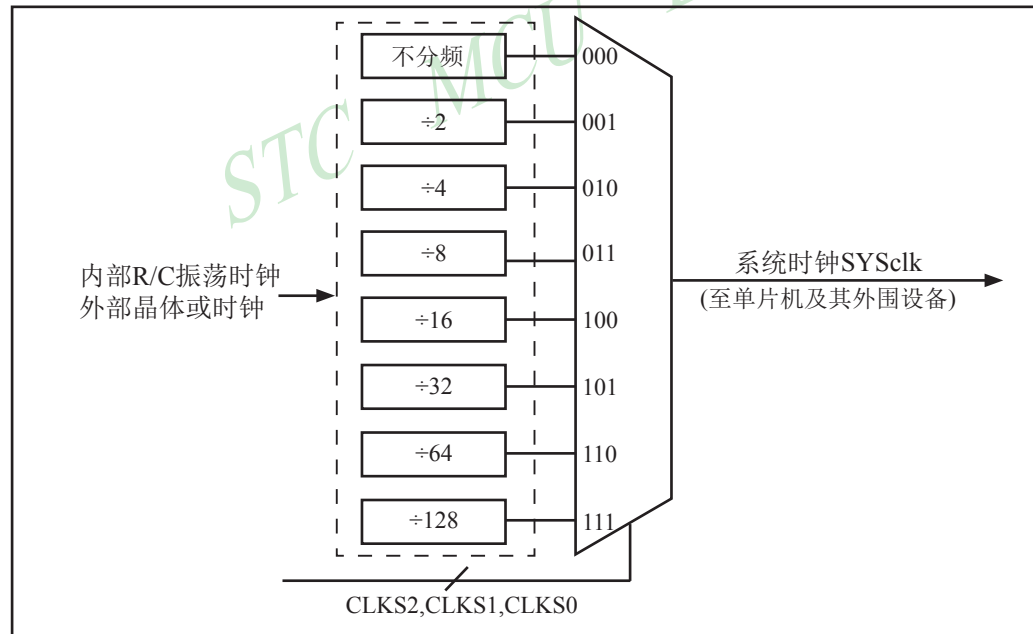 STC MCU
不分频
000
÷2
001
÷4
010
÷8
011
内部R/C振荡时钟
外部晶体或时钟
系统时钟SYSclk
(至单片机及其外围设备)
÷16
100
÷32
101
÷64
110
÷128
111
CLKS2,CLKS1,CLKS0